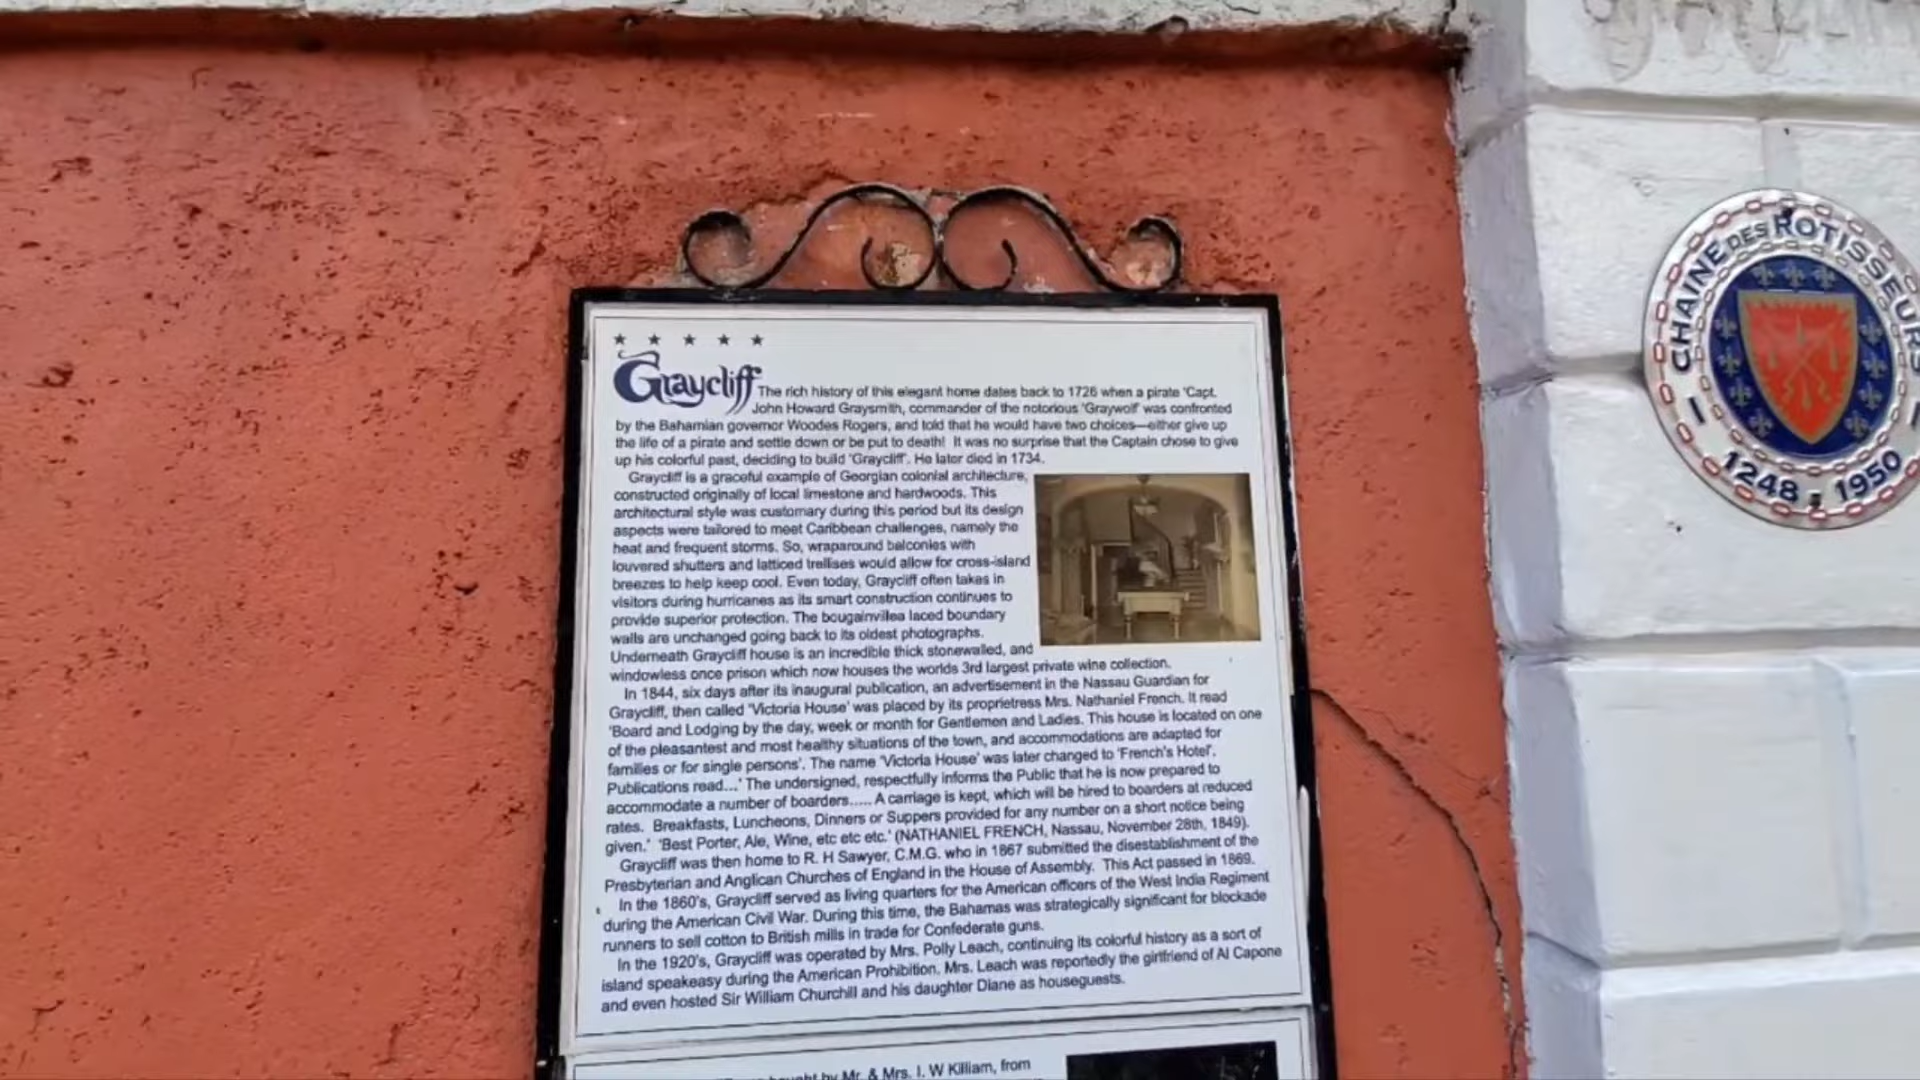 ★ ★ ★ ★ ★
Graycliff The rich history of this elegant home dates back to 1726 when a pirate 'Capt.
John Howard Graysmith, commander of the notorious 'Graywolf' was confronted
by the Bahamian governor Woodes Rogers, and told that he would have two choices—either give up
the life of a pirate and settle down or be put to death! It was no surprise that the Captain chose to give
up his colorful past, deciding to build 'Graycliff'. He later died in 1734.
Graycliff is a graceful example of Georgian colonial architecture,
constructed originally of local limestone and hardwoods. This
architectural style was customary during this period but its design
aspects were tailored to meet Caribbean challenges, namely the
heat and frequent storms. So, wraparound balconies with
louvered shutters and latticed trellises would allow for cross-island
breezes to help keep cool. Even today, Graycliff often takes in
visitors during hurricanes as its smart construction continues to
provide superior protection. The bougainvillea laced boundary
walls are unchanged going back to its oldest photographs.
Underneath Graycliff house is an incredible thick stonewalled, and
windowless once prison which now houses the worlds 3rd largest private wine collection.
In 1844, six days after its inaugural publication, an advertisement in the Nassau Guardian for
Graycliff, then called 'Victoria House' was placed by its proprietress Mrs. Nathaniel French. It read
'Board and Lodging by the day, week or month for Gentlemen and Ladies. This house is located on one
of the pleasantest and most healthy situations of the town, and accommodations are adapted for
families or for single persons'. The name 'Victoria House' was later changed to 'French's Hotel'.
Publications read...' The undersigned, respectfully informs the Public that he is now prepared to
accommodate a number of boarders..... A carriage is kept, which will be hired to boarders at reduced
rates. Breakfasts, Luncheons, Dinners or Suppers provided for any number on a short notice being
given.' 'Best Porter, Ale, Wine, etc etc etc.' (NATHANIEL FRENCH, Nassau, November 28th, 1849).
Graycliff was then home to R. H Sawyer, C.M.G. who in 1867 submitted the disestablishment of the
Presbyterian and Anglican Churches of England in the House of Assembly. This Act passed in 1869.
In the 1860's, Graycliff served as living quarters for the American officers of the West India Regiment
during the American Civil War. During this time, the Bahamas was strategically significant for blockade
runners to sell cotton to British mills in trade for Confederate guns.
In the 1920's, Graycliff was operated by Mrs. Polly Leach, continuing its colorful history as a sort of
island speakeasy during the American Prohibition. Mrs. Leach was reportedly the girlfriend of Al Capone
and even hosted Sir William Churchill and his daughter Diane as houseguests.
bought by Mr. & Mrs. I. W Killiam, from
CHAINE DES ROTISSEURS
1248 - 1950